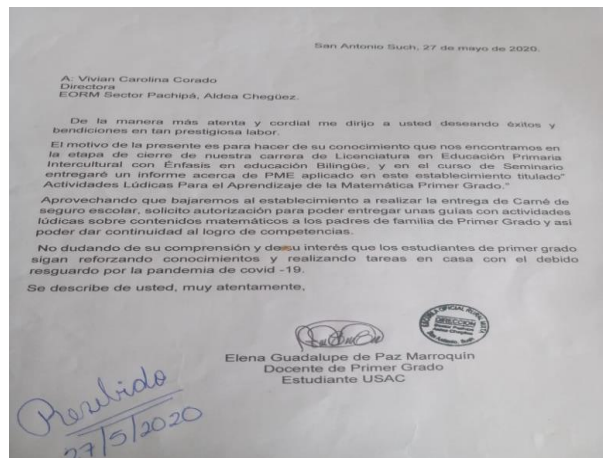 San Antonio Such, 27 de mayo de 2020.
A: Vivian Carolina Corado
Directora
EORM Sector Pachipá, Aldea Chegüez.
De la manera más atenta y cordial me dirijo a usted deseando éxitos y
bendiciones en tan prestigiosa labor.
El motivo de la presente es para hacer de su conocimiento que nos encontramos en
la etapa de cierre de nuestra carrera de Licenciatura en Educación Primaria
Intercultural con Énfasis en educación Bilingüe, y en el curso de Seminario
entregaré un informe acerca de PME aplicado en este establecimiento titulado"
Actividades Lúdicas Para el Aprendizaje de la Matemática Primer Grado."
Aprovechando que bajaremos al establecimiento a realizar la entrega de Carné de
seguro escolar, solicito autorización para poder entregar unas guías con actividades
lúdicas sobre contenidos matemáticos a los padres de familia de Primer Grado y así
poder dar continuidad al logro de competencias.
No dudando de su comprensión y de su interés que los estudiantes de primer grado
sigan reforzando conocimientos y realizando tareas en casa con el debido
resguardo por la pandemia de covid -19.
Se describe de usted, muy atentamente,
ESCUELA OFICIAL RURAL MIXTA
DIRECCION
Elena Guadalupe de Paz Marroquín
Docente de Primer Grado
Estudiante USAC
Recibido
27/5/2020